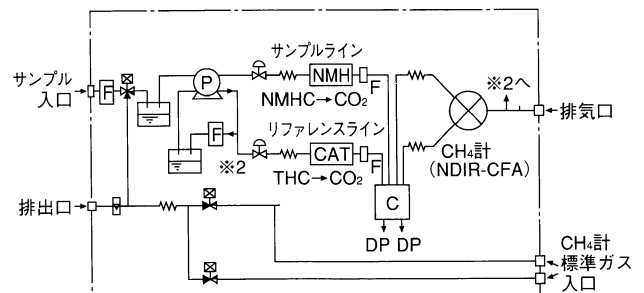 サンプルライン
サンプル
入口
F
P
NMH
NMHC→CO₂
F
※2へ
排気口
リファレンスライン
F
※2
CAT
THC→CO₂
F
CH₄計
(NDIR-CFA)
C
DP DP
排出口
CH₄計
標準ガス
入口